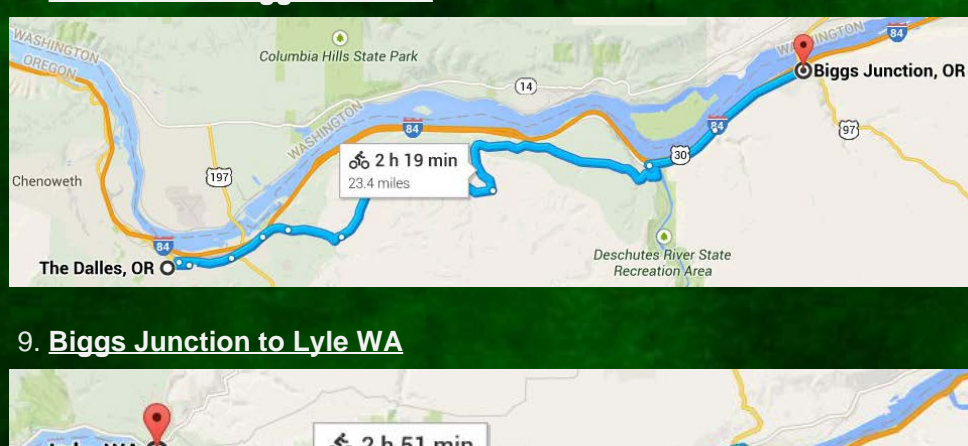 WASHINGTON
OREGON
Columbia Hills State Park
WASHINGTON
84
Biggs Junction, OR
14
WASHINGTON
84
84
97
30
2 h 19 min
23.4 miles
197
Chenoweth
84
The Dalles, OR
Deschutes River State
Recreation Area
9. Biggs Junction to Lyle WA
2 h 51 min